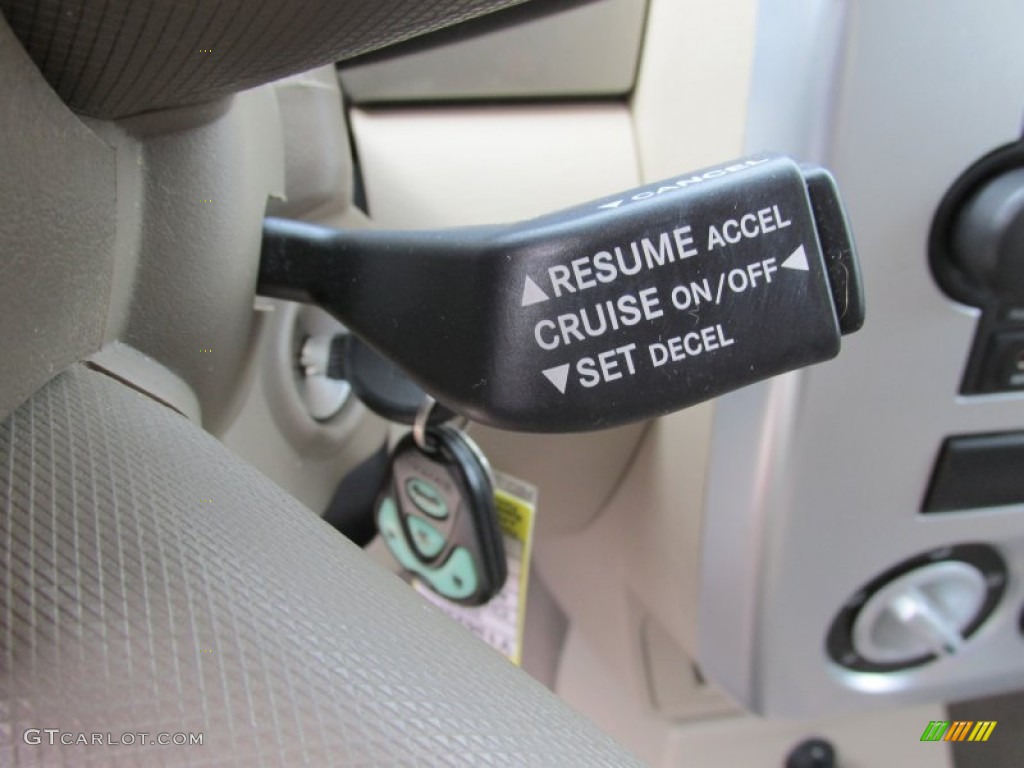 ▼CANCEL
▲RESUME ACCEL
CRUISE ON/OFF◀
▼SET DECEL
GTCARLOT.COM